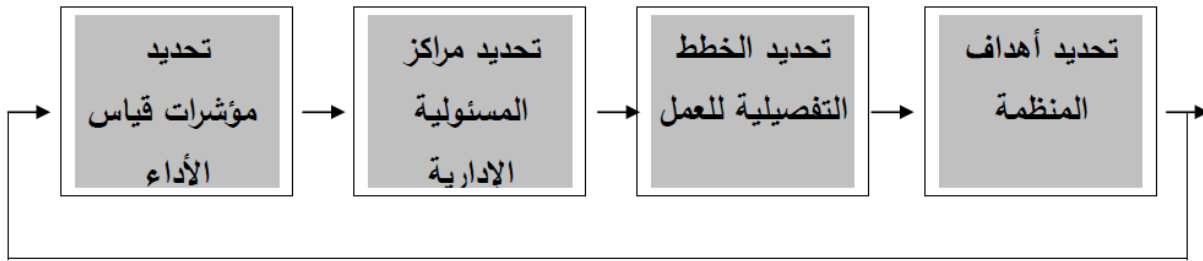 تحديد أهداف
المنظمة
تحديد الخطط
التفصيلية للعمل
تحديد مراكز
المسئولية
الإدارية
تحديد
مؤشرات قياس
الأداء